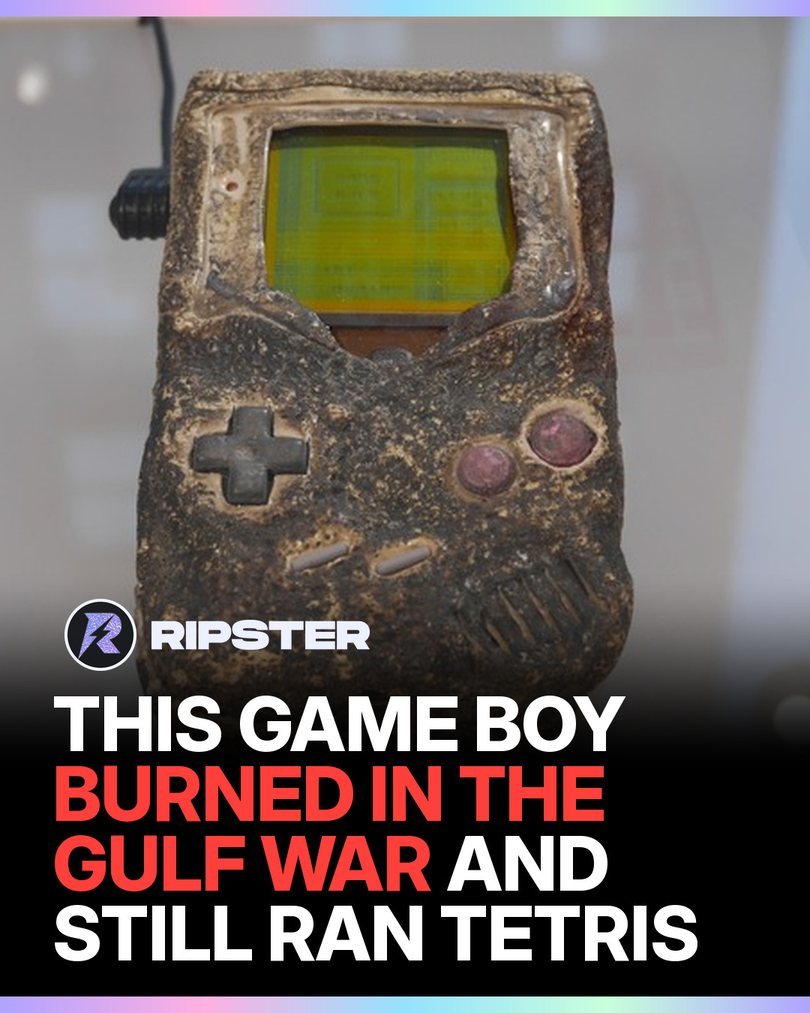 RIPSTER
THIS GAME BOY
BURNED IN THE
GULF WAR AND
STILL RAN TETRIS